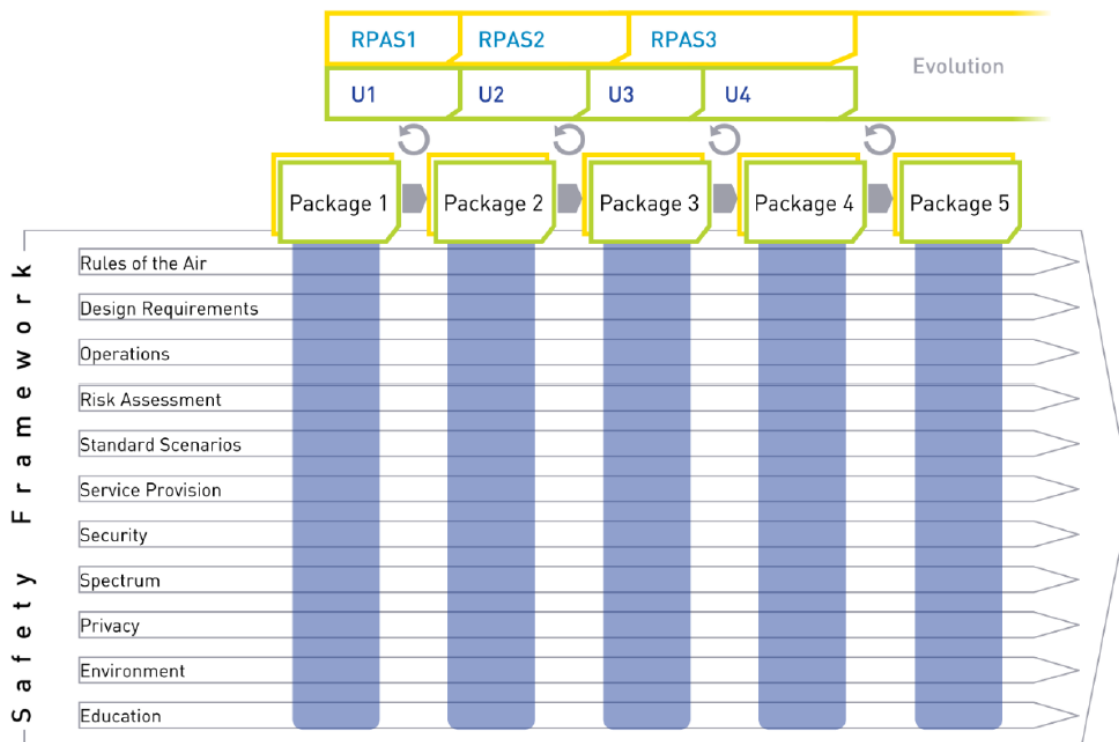 RPAS1 RPAS2 RPAS3
Evolution
U1 U2 U3 U4
Package 1 Package 2 Package 3 Package 4 Package 5
Safety Framework
Rules of the Air
Design Requirements
Operations
Risk Assessment
Standard Scenarios
Service Provision
Security
Spectrum
Privacy
Environment
Education